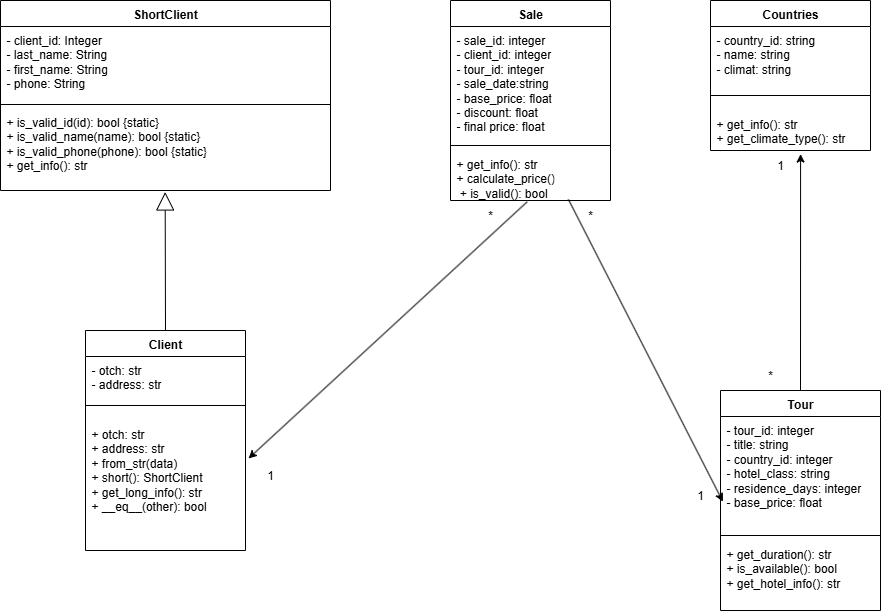 ShortClient
- client_id: Integer
- last_name: String
- first_name: String
- phone: String
+ is_valid_id(id): bool {static}
+ is_valid_name(name): bool {static}
+ is_valid_phone(phone): bool {static}
+ get_info(): str
Sale
- sale_id: integer
- client_id: integer
- tour_id: integer
- sale_date:string
- base_price: float
- discount: float
- final price: float
+ get_info(): str
+ calculate_price()
+ is_valid(): bool
Countries
- country_id: string
- name: string
- climat: string
+ get_info(): str
+ get_climate_type(): str
1
*
*
*
Client
- otch: str
- address: str
+ otch: str
+ address: str
+ from_str(data)
+ short(): ShortClient
+ get_long_info(): str
+ __eq__(other): bool
1
1
Tour
- tour_id: integer
- title: string
- country_id: integer
- hotel_class: string
- residence_days: integer
- base_price: float
+ get_duration(): str
+ is_available(): bool
+ get_hotel_info(): str